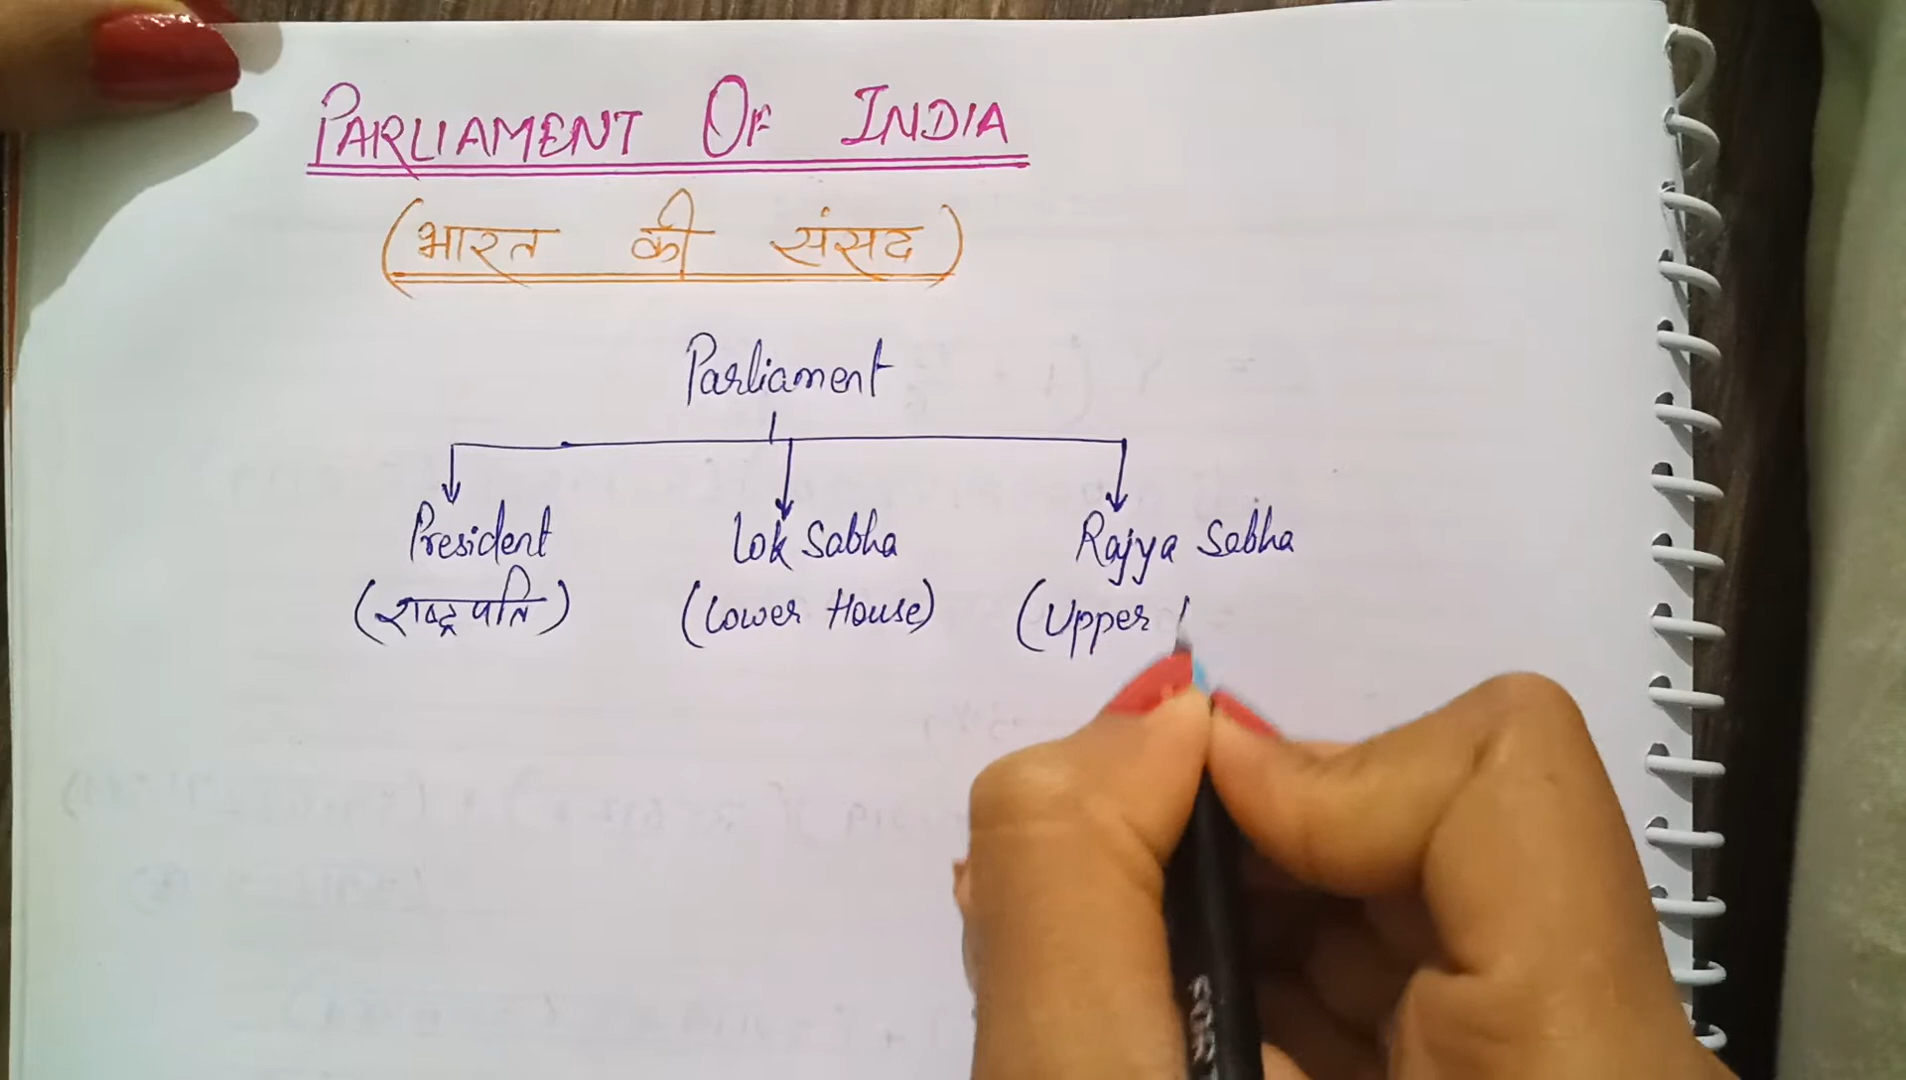 PARLIAMENT OF INDIA
(भारत की संसद)
Parliament
President Lok Sabha Rajya Sabha
(राष्ट्रपति) (Lower House) (Upper